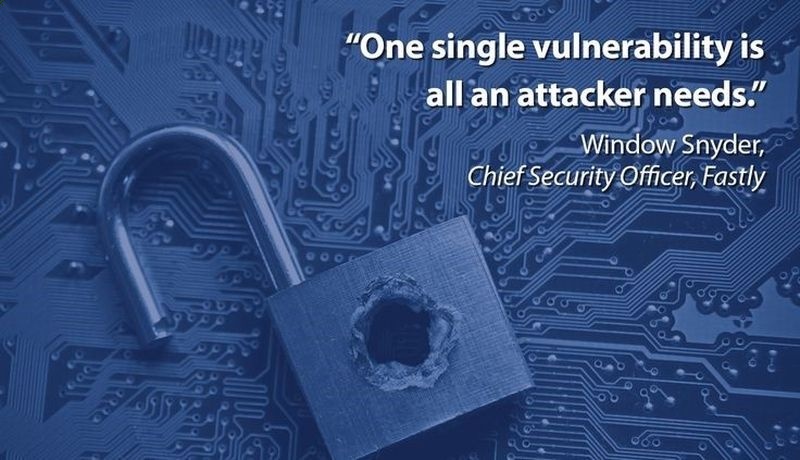 “One single vulnerability is
all an attacker needs.”
Window Snyder,
Chief Security Officer, Fastly